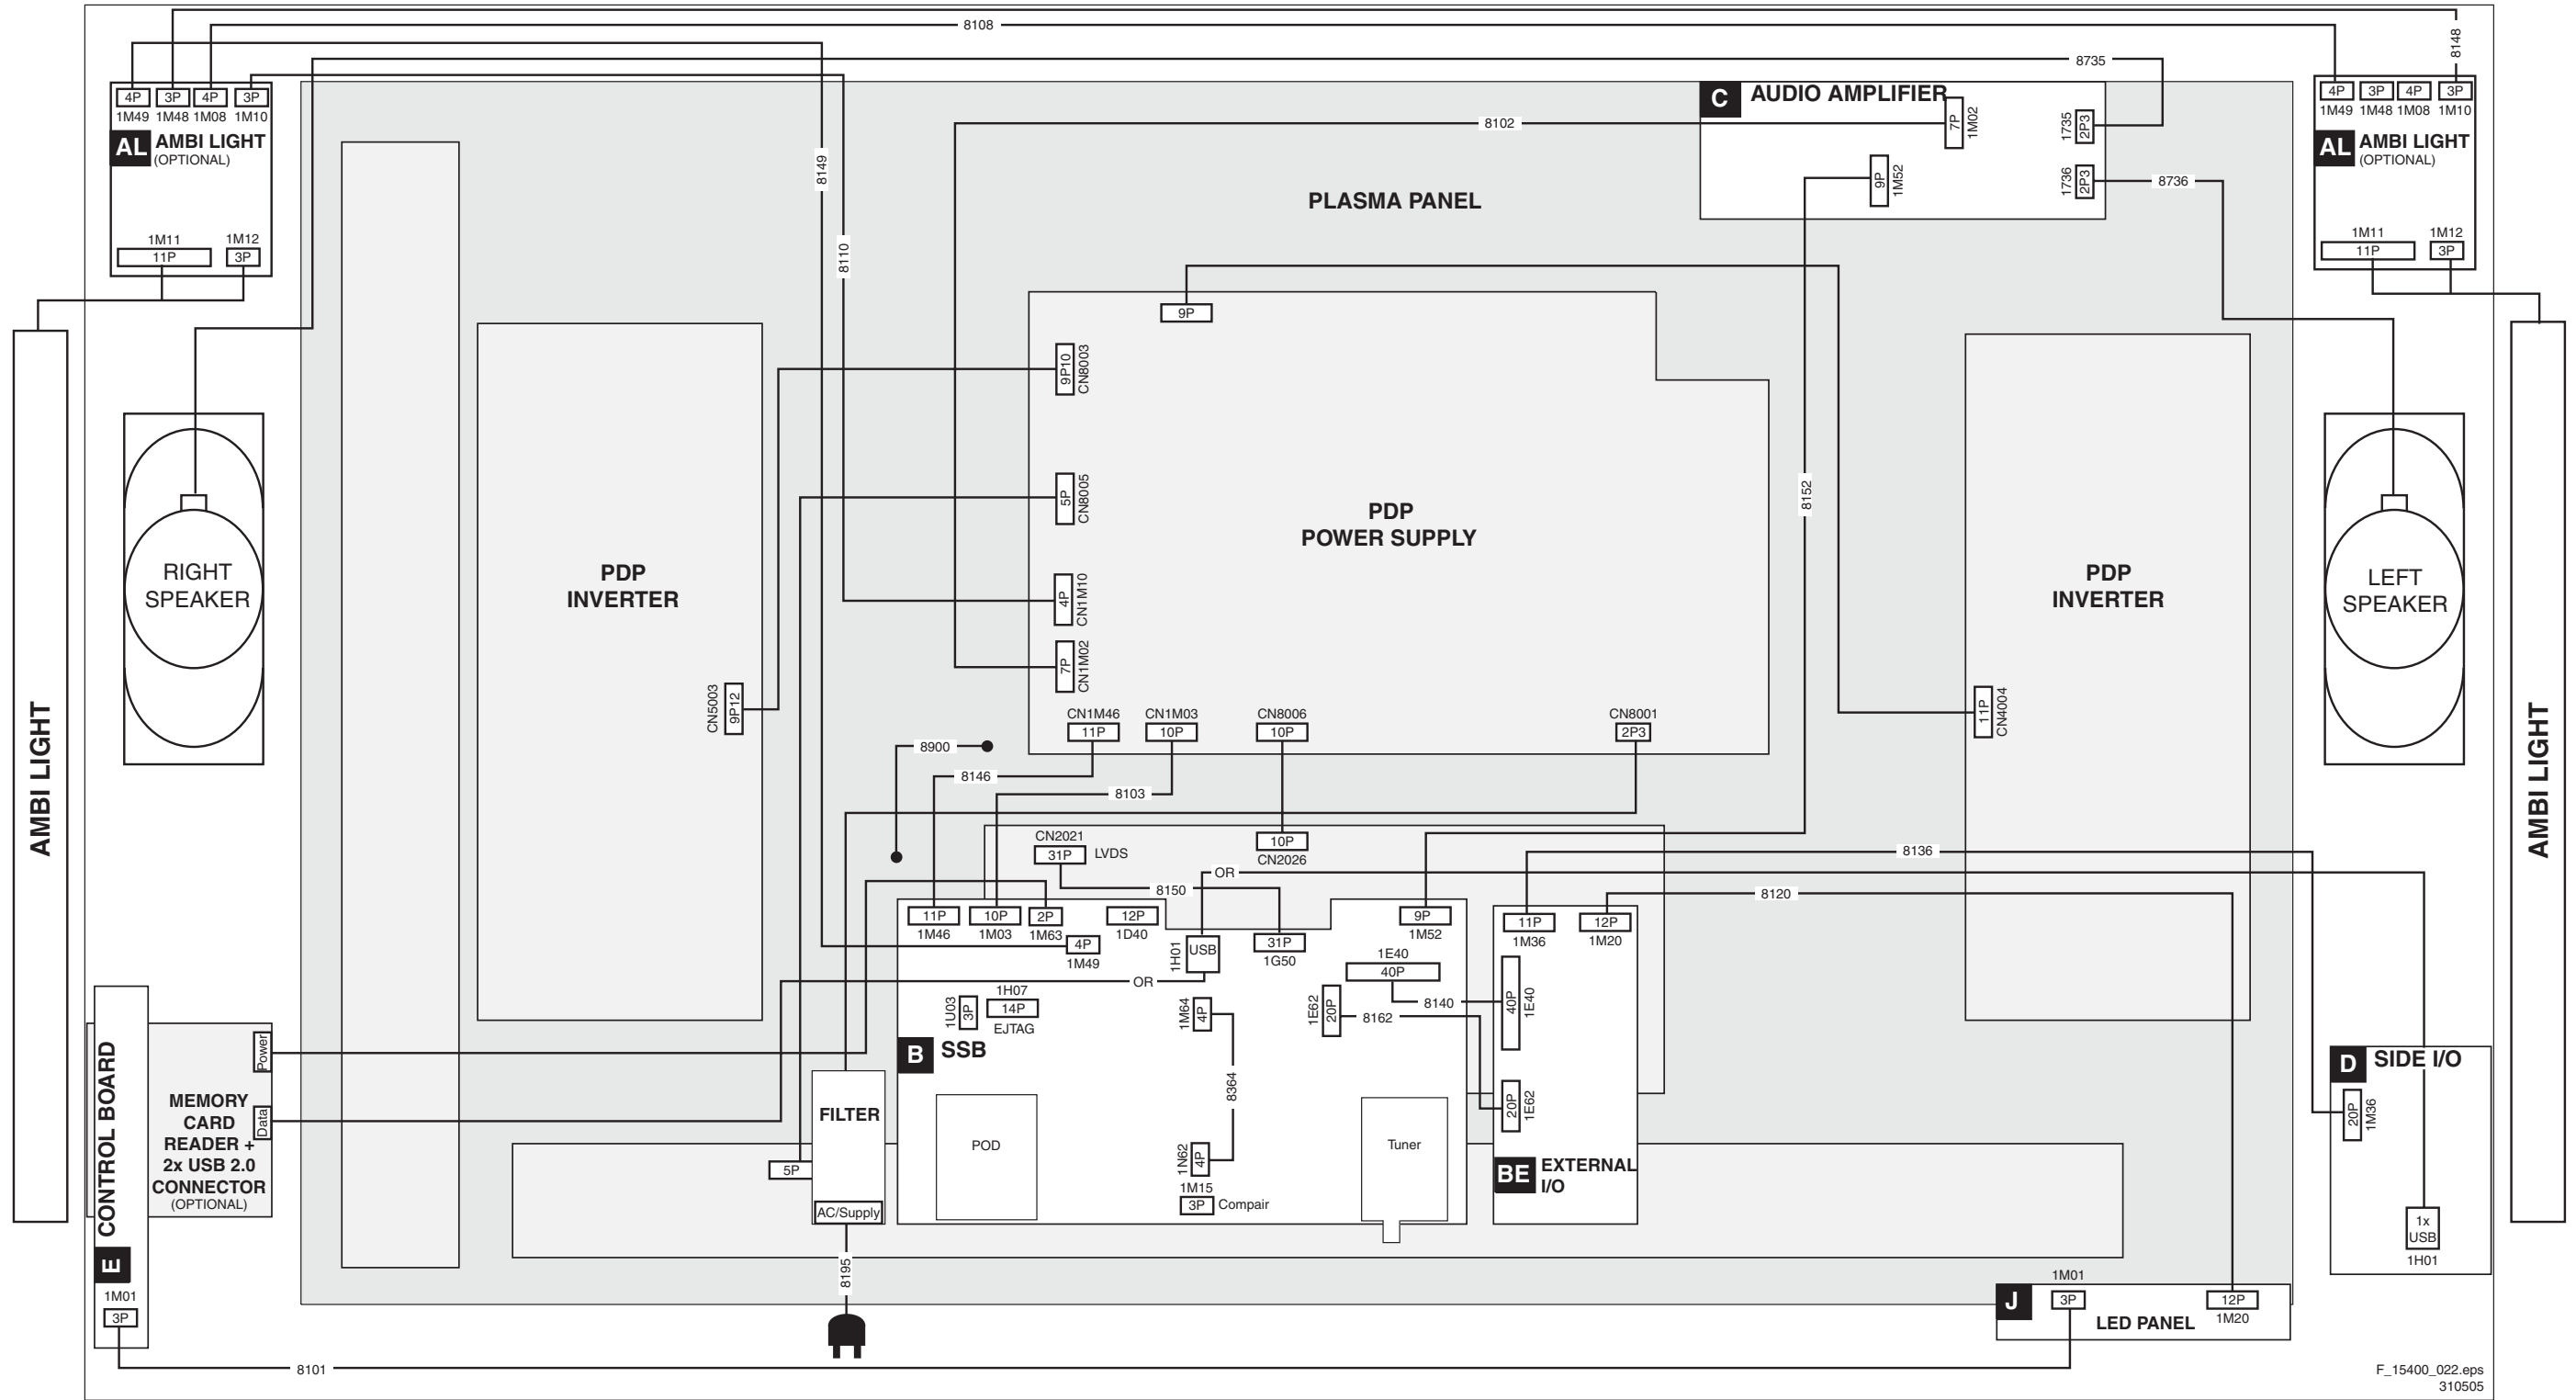 8108
8148
8735
4P 3P 4P 3P
1M49 1M48 1M08 1M10
AL AMBI LIGHT
(OPTIONAL)
1M11 1M12
11P 3P
8149
8110
8102
C AUDIO AMPLIFIER
7P 1M02
9P 1M52
1735 2P3
1736 2P3
8736
4P 3P 4P 3P
1M49 1M48 1M08 1M10
AL AMBI LIGHT
(OPTIONAL)
1M11 1M12
11P 3P
PLASMA PANEL
AMBI LIGHT
RIGHT
SPEAKER
PDP
INVERTER
CN5003 9P12
9P
9P10 CN8003
5P CN8005
4P CN1M10
7P CN1M02
PDP
POWER SUPPLY
CN1M46 CN1M03 CN8006 CN8001
11P 10P 10P 2P3
8152
PDP
INVERTER
11P CN4004
LEFT
SPEAKER
AMBI LIGHT
8900
8146
8103
CN2021
31P LVDS
10P
CN2026
OR
8150
8136
8120
11P 10P 2P 12P
1M46 1M03 1M63 1D40
4P
1M49
1H01 USB
31P
1G50
9P
1M52
1E40
40P
OR
1U03 3P
1H07
14P
EJTAG
1M64 4P
1E62 20P
8140
8162
B SSB
8364
POD
1N62 4P
1M15
3P Compair
Tuner
11P 12P
1M36 1M20
40P 1E40
20P 1E62
BE EXTERNAL
I/O
D SIDE I/O
20P 1M36
1x
USB
1H01
CONTROL BOARD
E
1M01
3P
Power
Data
MEMORY
CARD
READER +
2x USB 2.0
CONNECTOR
(OPTIONAL)
5P
FILTER
AC/Supply
8195
J
1M01
3P
LED PANEL
12P
1M20
8101
F_15400_022.eps
310505